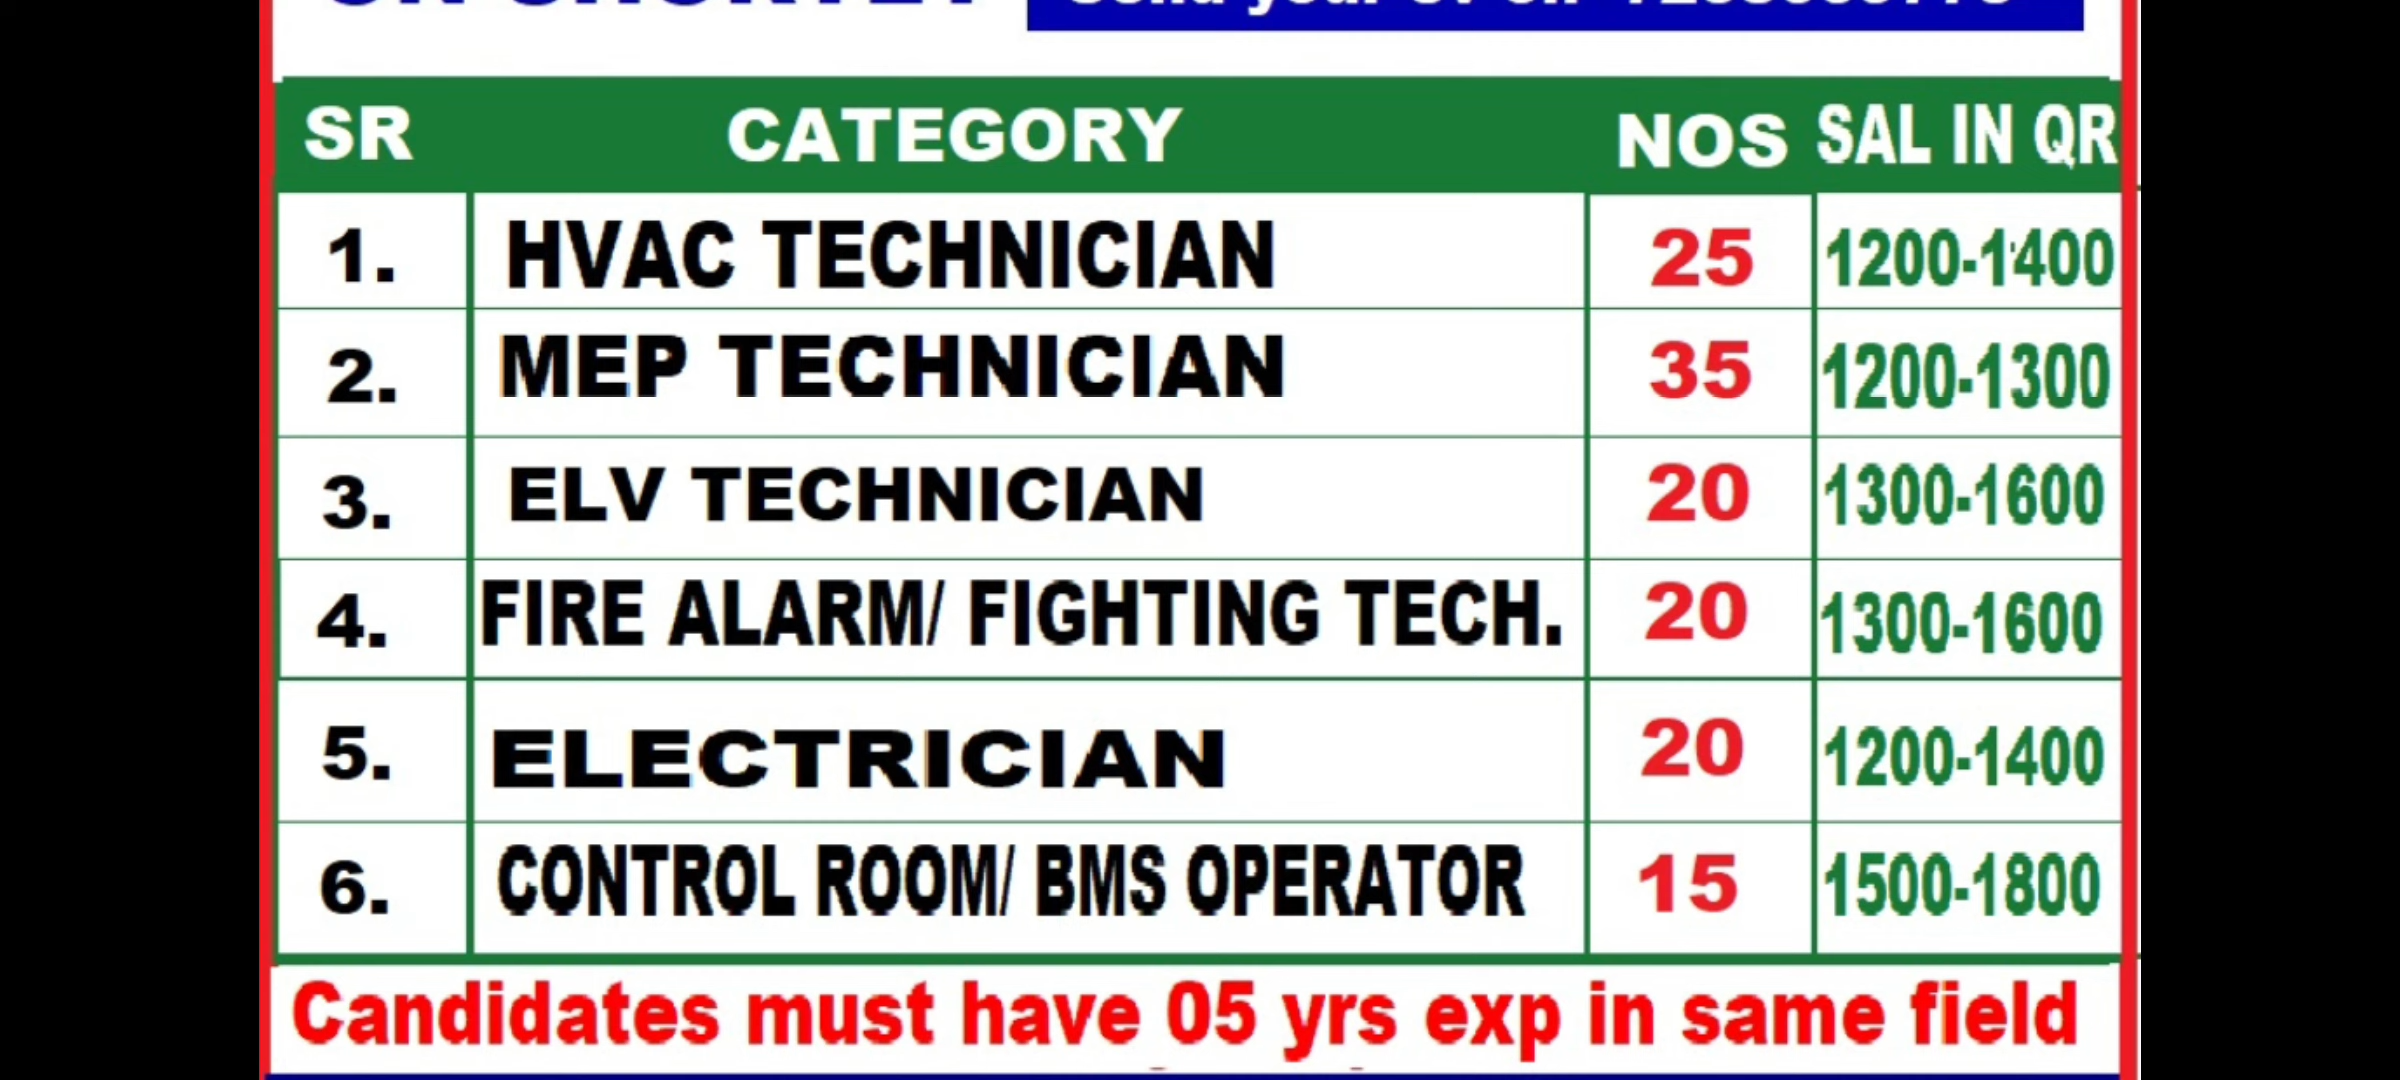 SR CATEGORY NOS SAL IN QR
1. HVAC TECHNICIAN 25 1200-1400
2. MEP TECHNICIAN 35 1200-1300
3. ELV TECHNICIAN 20 1300-1600
4. FIRE ALARM/ FIGHTING TECH. 20 1300-1600
5. ELECTRICIAN 20 1200-1400
6. CONTROL ROOM/ BMS OPERATOR 15 1500-1800
Candidates must have 05 yrs exp in same field